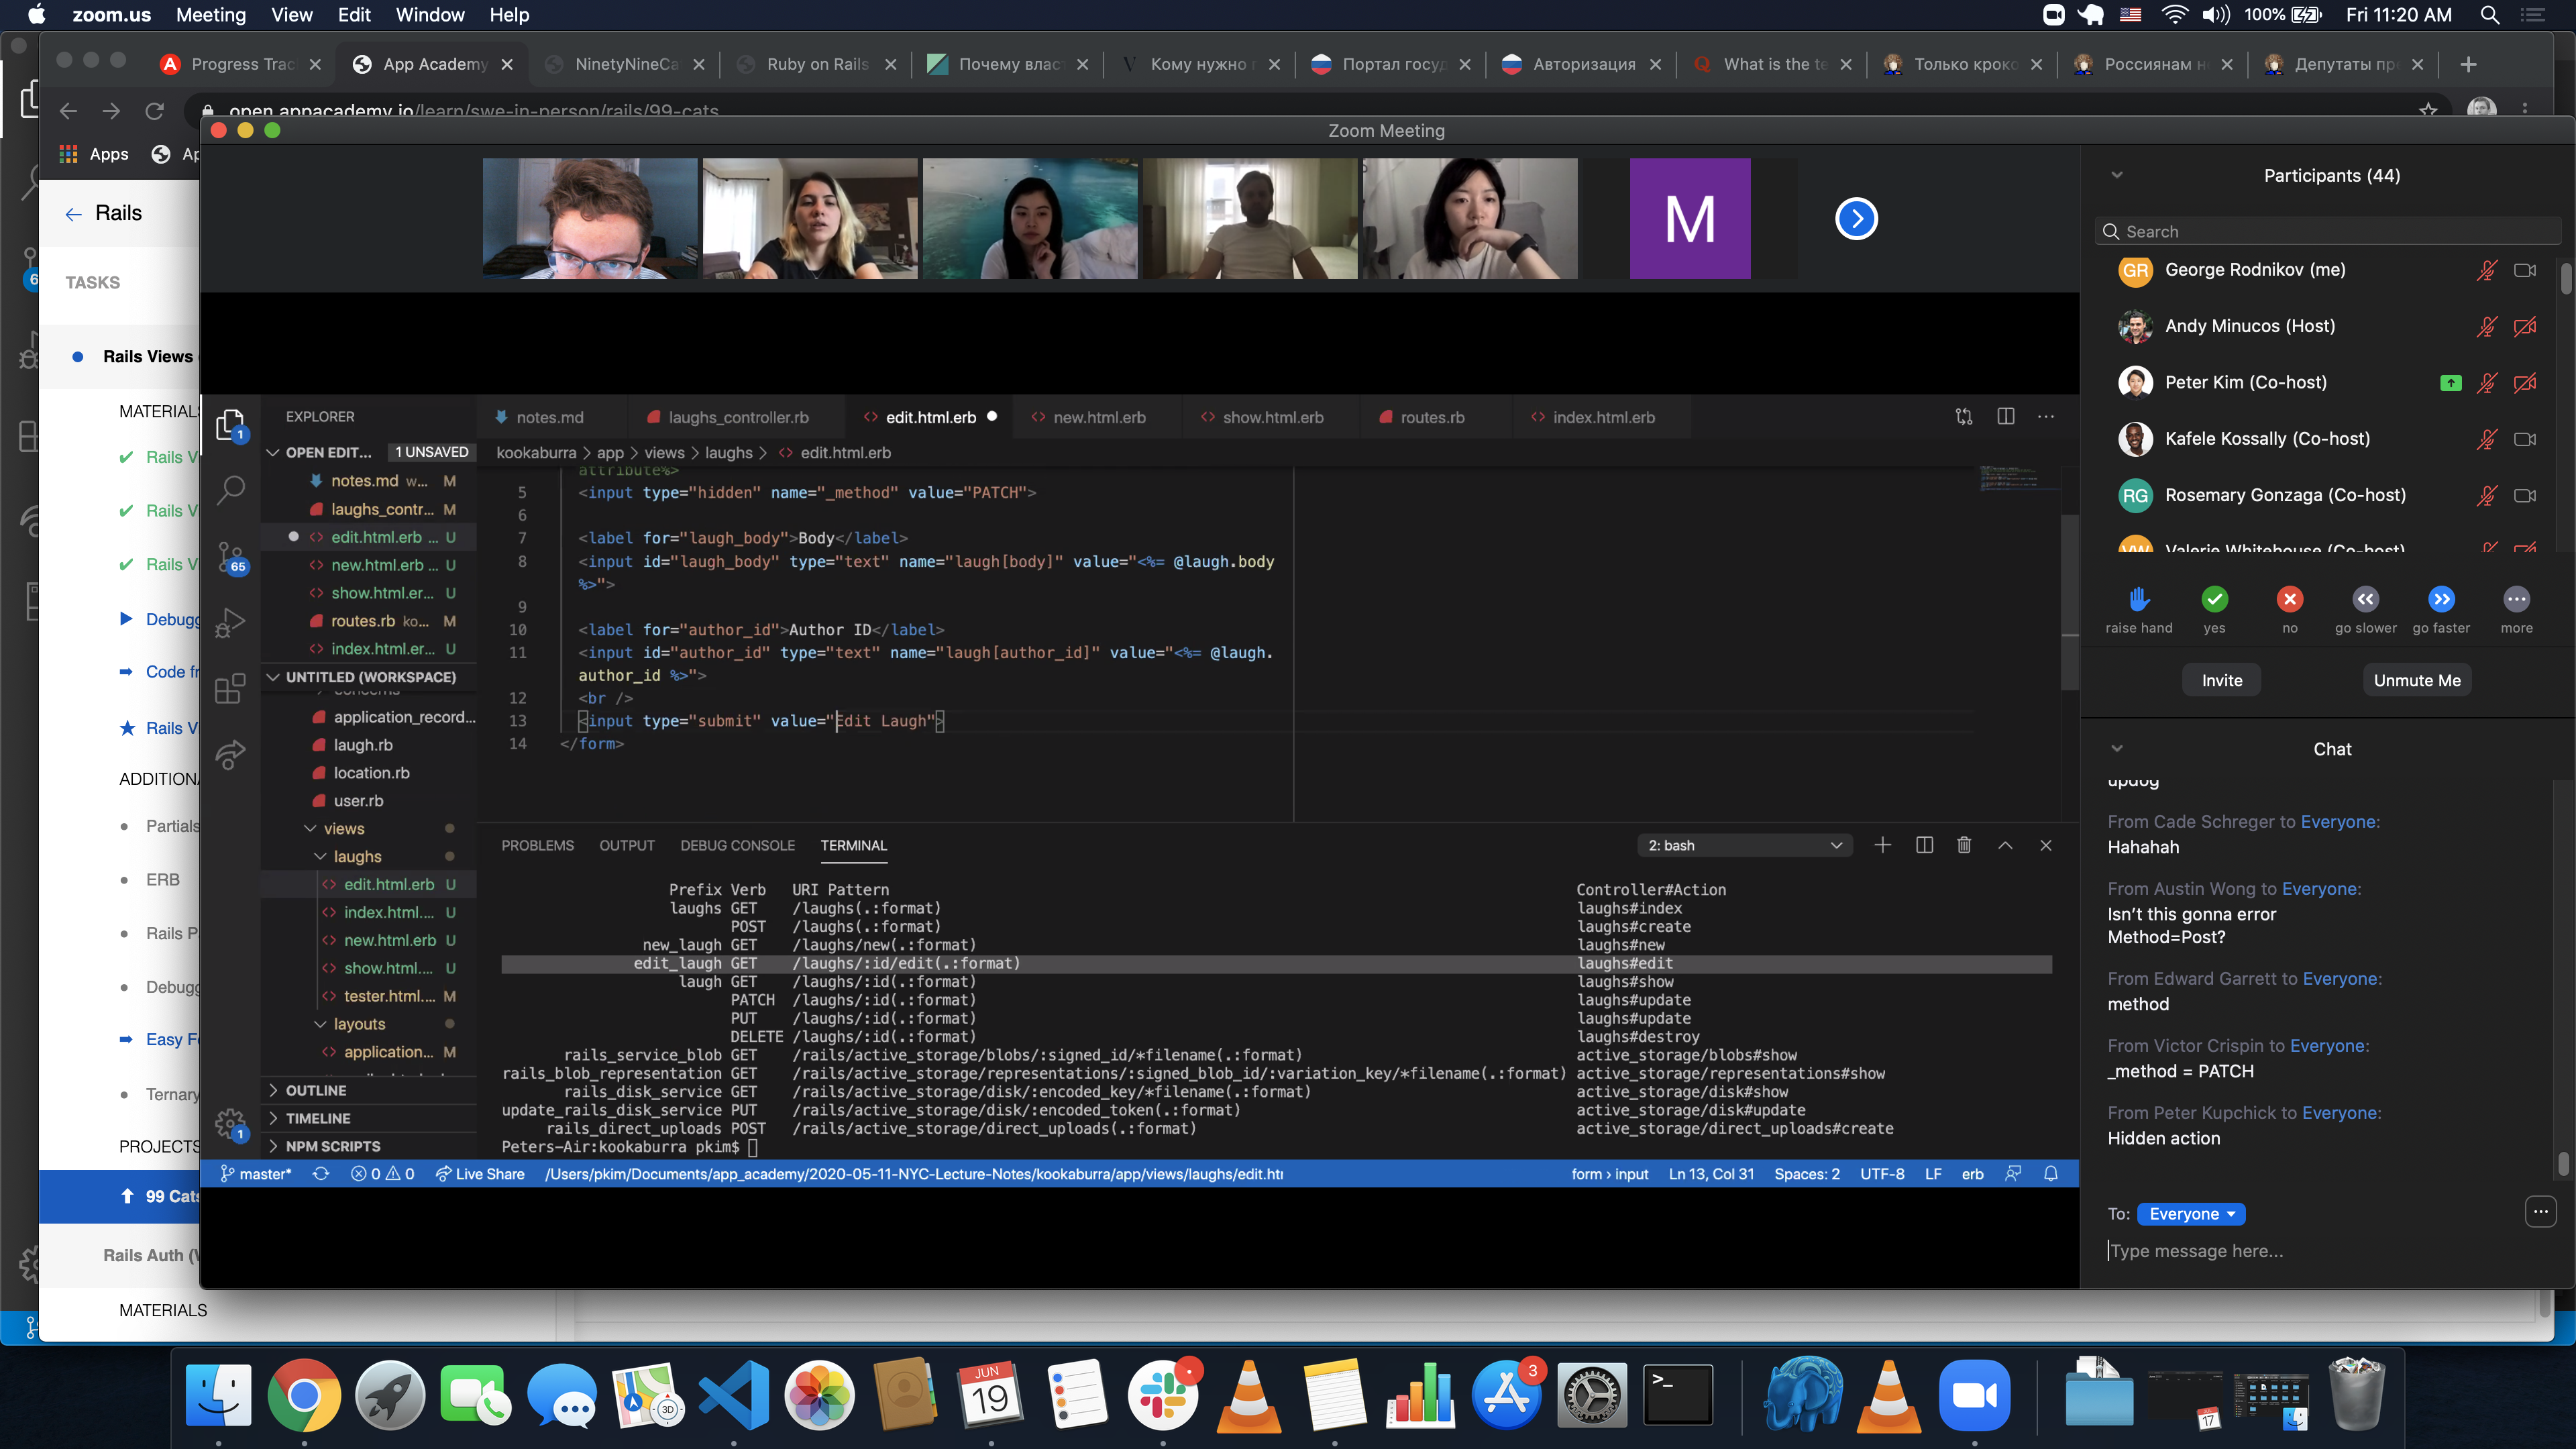 zoom.us Meeting View Edit Window Help
100% Fri 11:20 AM
Progress Trac
App Academy
NinetyNineCa
Ruby on Rails
Почему влас
Кому нужно
Портал госуд
Авторизация
What is the te
Только кроко
Россиянам н
Депутаты пр
open.appacademy.io/learn/swe-in-person/rails/99-cats
Apps
Zoom Meeting
Rails
TASKS
Rails Views
MATERIALS
Rails V
Rails V
Rails V
Debugg
Code fr
Rails V
ADDITIONA
Partials
ERB
Rails P
Debugg
Easy F
Ternary
PROJECTS
99 Cats
Rails Auth (
MATERIALS
M
EXPLORER
OPEN EDIT... 1 UNSAVED
notes.md w... M
laughs_contr... M
edit.html.erb ... U
new.html.erb ... U
show.html.er... U
routes.rb ko... M
index.html.er... U
UNTITLED (WORKSPACE)
concerns
application_record...
laugh.rb
location.rb
user.rb
views
laughs
edit.html.erb U
index.html.... U
new.html.erb U
show.html.... U
tester.html.... M
layouts
application... M
OUTLINE
TIMELINE
NPM SCRIPTS
1
65
1
notes.md
laughs_controller.rb
edit.html.erb
new.html.erb
show.html.erb
routes.rb
index.html.erb
kookaburra > app > views > laughs > edit.html.erb
attribute%>
5 <input type="hidden" name="_method" value="PATCH">
6
7 <label for="laugh_body">Body</label>
8 <input id="laugh_body" type="text" name="laugh[body]" value="<%= @laugh.body
%>">
9
10 <label for="author_id">Author ID</label>
11 <input id="author_id" type="text" name="laugh[author_id]" value="<%= @laugh.
author_id %>">
12 <br />
13 <input type="submit" value="Edit Laugh">
14 </form>
PROBLEMS OUTPUT DEBUG CONSOLE TERMINAL
2: bash
Prefix Verb URI Pattern Controller#Action
laughs GET /laughs(.:format) laughs#index
POST /laughs(.:format) laughs#create
new_laugh GET /laughs/new(.:format) laughs#new
edit_laugh GET /laughs/:id/edit(.:format) laughs#edit
laugh GET /laughs/:id(.:format) laughs#show
PATCH /laughs/:id(.:format) laughs#update
PUT /laughs/:id(.:format) laughs#update
DELETE /laughs/:id(.:format) laughs#destroy
rails_service_blob GET /rails/active_storage/blobs/:signed_id/*filename(.:format) active_storage/blobs#show
rails_blob_representation GET /rails/active_storage/representations/:signed_blob_id/:variation_key/*filename(.:format) active_storage/representations#show
rails_disk_service GET /rails/active_storage/disk/:encoded_key/*filename(.:format) active_storage/disk#show
update_rails_disk_service PUT /rails/active_storage/disk/:encoded_token(.:format) active_storage/disk#update
rails_direct_uploads POST /rails/active_storage/direct_uploads(.:format) active_storage/direct_uploads#create
Peters-Air:kookaburra pkim$
master* 0 0 Live Share /Users/pkim/Documents/app_academy/2020-05-11-NYC-Lecture-Notes/kookaburra/app/views/laughs/edit.ht
form › input Ln 13, Col 31 Spaces: 2 UTF-8 LF erb
Participants (44)
Search
GR George Rodnikov (me)
Andy Minucos (Host)
Peter Kim (Co-host)
Kafele Kossally (Co-host)
RG Rosemary Gonzaga (Co-host)
VW Valerie Whitehouse (Co-host)
raise hand yes no go slower go faster more
Invite Unmute Me
Chat
updog
From Cade Schreger to Everyone:
Hahahah
From Austin Wong to Everyone:
Isn't this gonna error
Method=Post?
From Edward Garrett to Everyone:
method
From Victor Crispin to Everyone:
_method = PATCH
From Peter Kupchick to Everyone:
Hidden action
To: Everyone
Type message here...
JUN
19
3D
3
17